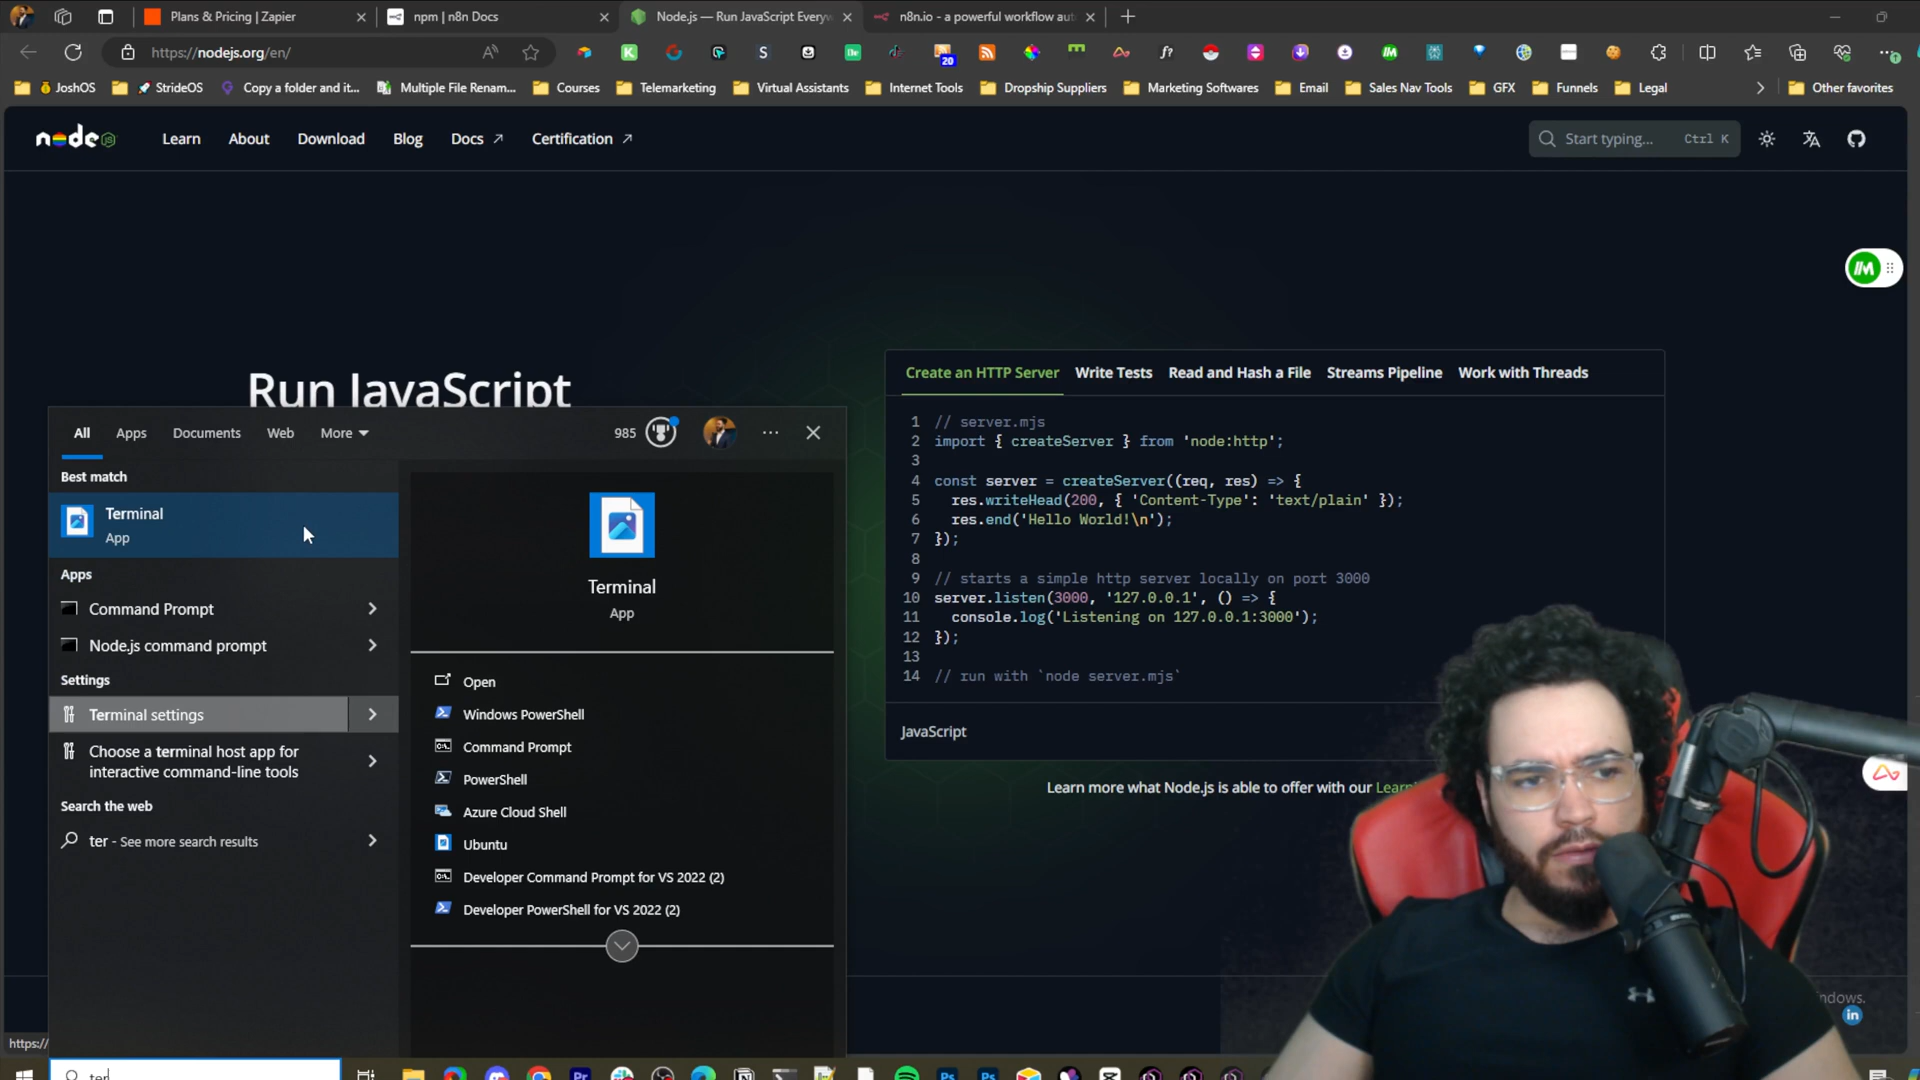 Plans & Pricing | Zapier
npm | n8n Docs
Node.js — Run JavaScript Everyw
n8n.io - a powerful workflow aut
https://nodejs.org/en/
20
JoshOS
StrideOS
Copy a folder and it...
Multiple File Renam...
Courses
Telemarketing
Virtual Assistants
Internet Tools
Dropship Suppliers
Marketing Softwares
Email
Sales Nav Tools
GFX
Funnels
Legal
Other favorites
node
Learn
About
Download
Blog
Docs
Certification
Start typing...
Ctrl K
Run JavaScript
Create an HTTP Server
Write Tests
Read and Hash a File
Streams Pipeline
Work with Threads
1 // server.mjs
2 import { createServer } from 'node:http';
3
4 const server = createServer((req, res) => {
5 res.writeHead(200, { 'Content-Type': 'text/plain' });
6 res.end('Hello World!\n');
7 });
8
9 // starts a simple http server locally on port 3000
10 server.listen(3000, '127.0.0.1', () => {
11 console.log('Listening on 127.0.0.1:3000');
12 });
13
14 // run with `node server.mjs`
JavaScript
Learn more what Node.js is able to offer with our Learn
All
Apps
Documents
Web
More
985
Best match
Terminal
App
Apps
Command Prompt
Node.js command prompt
Settings
Terminal settings
Choose a terminal host app for
interactive command-line tools
Search the web
ter - See more search results
Terminal
App
Open
Windows PowerShell
Command Prompt
PowerShell
Azure Cloud Shell
Ubuntu
Developer Command Prompt for VS 2022 (2)
Developer PowerShell for VS 2022 (2)
ndows.
in
https://
ter